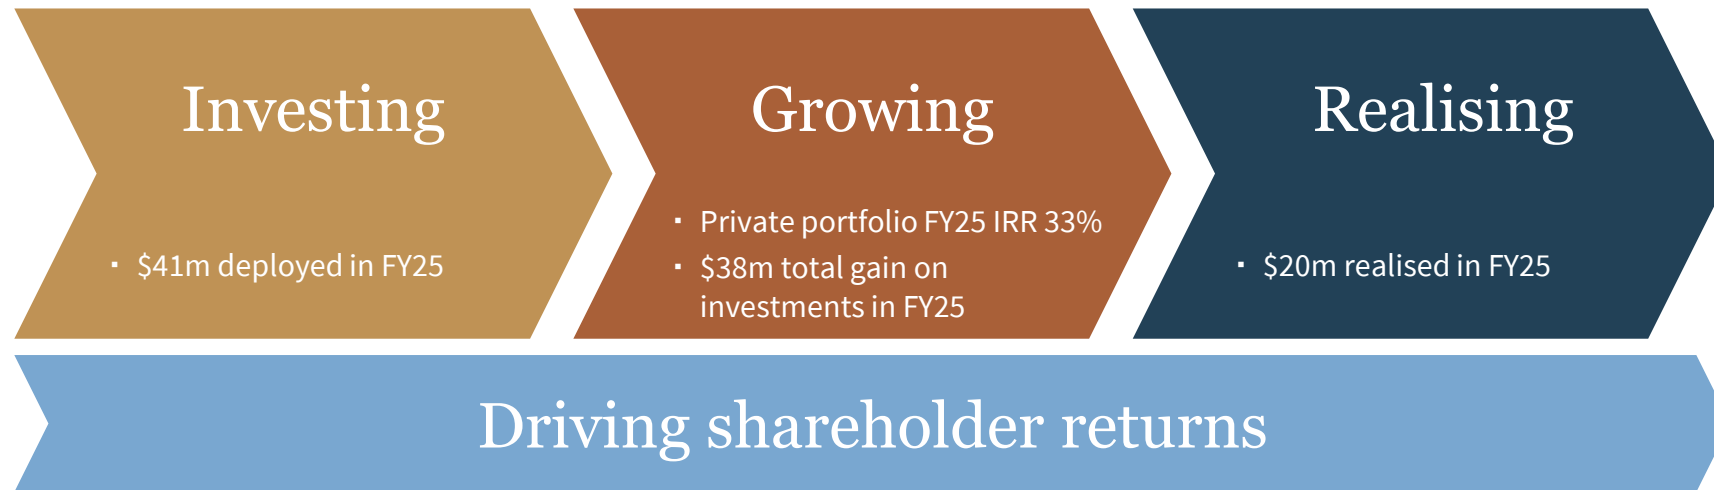 Investing
▪ $41m deployed in FY25
Growing
▪ Private portfolio FY25 IRR 33%
▪ $38m total gain on
investments in FY25
Realising
▪ $20m realised in FY25
Driving shareholder returns